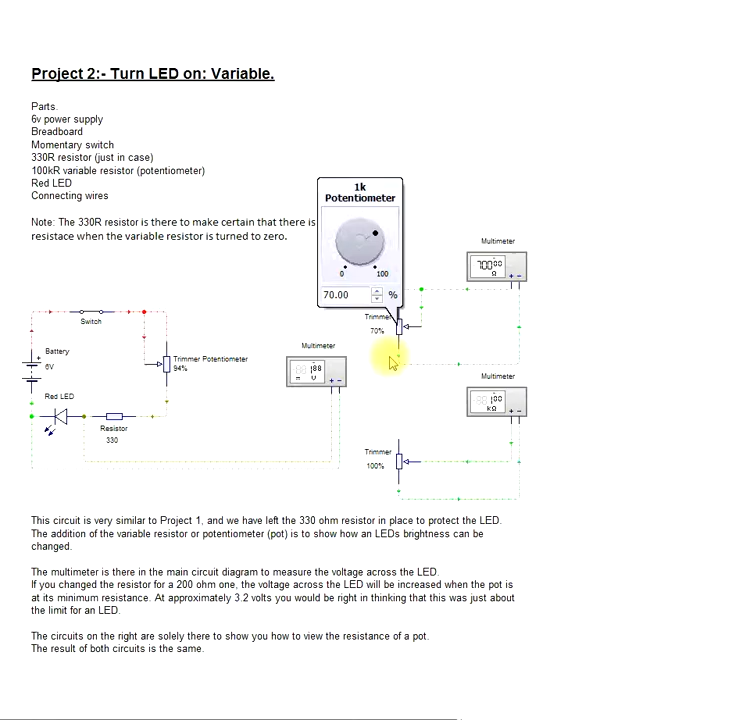 Project 2:- Turn LED on: Variable.
Parts.
6v power supply
Breadboard
Momentary switch
330R resistor (just in case)
100kR variable resistor (potentiometer)
Red LED
Connecting wires
Note: The 330R resistor is there to make certain that there is
resistace when the variable resistor is turned to zero.
1k
Potentiometer
0 100
70.00 %
Multimeter
700.00
Ω
+ -
Switch
Trimmer
70%
Battery
+
6V
Trimmer Potentiometer
94%
Multimeter
V
+ -
Multimeter
KΩ
+ -
Red LED
Resistor
330
Trimmer
100%
This circuit is very similar to Project 1, and we have left the 330 ohm resistor in place to protect the LED.
The addition of the variable resistor or potentiometer (pot) is to show how an LEDs brightness can be
changed.
The multimeter is there in the main circuit diagram to measure the voltage across the LED.
If you changed the resistor for a 200 ohm one, the voltage across the LED will be increased when the pot is
at its minimum resistance. At approximately 3.2 volts you would be right in thinking that this was just about
the limit for an LED.
The circuits on the right are solely there to show you how to view the resistance of a pot.
The result of both circuits is the same.